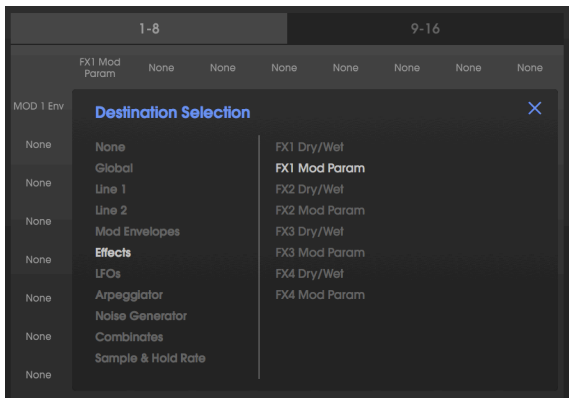 1-8 9-16
FX1 Mod
Param None None None None None None None
MOD 1 Env
Destination Selection
None
None FX1 Dry/Wet
Global FX1 Mod Param
None
Line 1 FX2 Dry/Wet
Line 2 FX2 Mod Param
None
Mod Envelopes FX3 Dry/Wet
Effects FX3 Mod Param
None
LFOs FX4 Dry/Wet
Arpeggiator FX4 Mod Param
None
Noise Generator
Combinates
None
Sample & Hold Rate
None